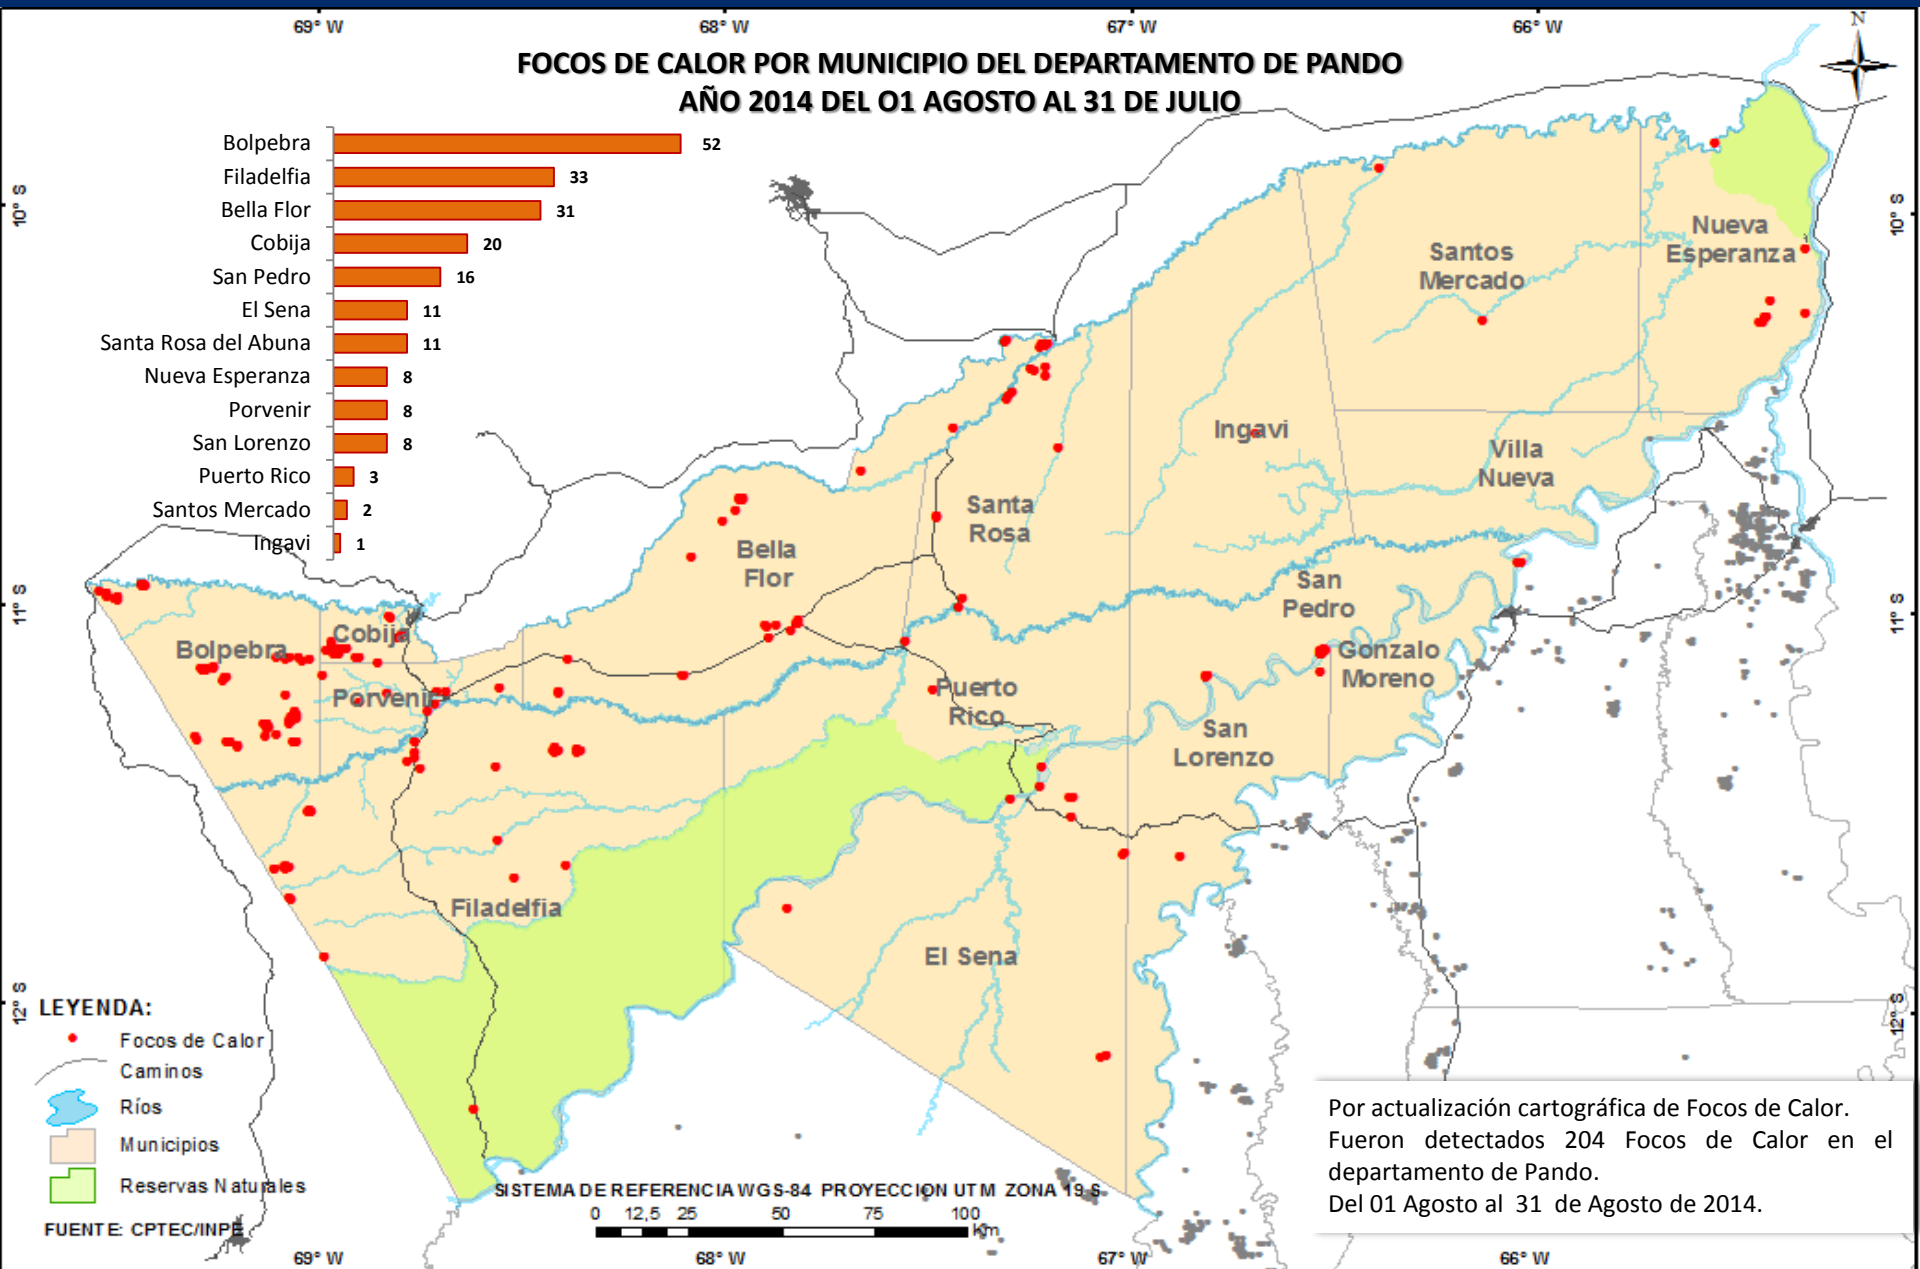 69° W
68° W
67° W
66° W
N
FOCOS DE CALOR POR MUNICIPIO DEL DEPARTAMENTO DE PANDO
AÑO 2014 DEL O1 AGOSTO AL 31 DE JULIO
Bolpebra 52
Filadelfia 33
Bella Flor 31
Cobija 20
San Pedro 16
El Sena 11
Santa Rosa del Abuna 11
Nueva Esperanza 8
Porvenir 8
San Lorenzo 8
Puerto Rico 3
Santos Mercado 2
Ingavi 1
10° S
10° S
11° S
11° S
12° S
12° S
Nueva
Esperanza
Santos
Mercado
Ingavi
Villa
Nueva
Santa
Rosa
Bella
Flor
San
Pedro
Cobija
Bolpebra
Gonzalo
Moreno
Porvenir
Puerto
Rico
San
Lorenzo
Filadelfia
El Sena
LEYENDA:
Focos de Calor
Caminos
Ríos
Municipios
Reservas Naturales
FUENTE: CPTEC/INPE
SISTEMA DE REFERENCIA WGS-84 PROYECCION UTM ZONA 19 S
0 12,5 25 50 75 100
Km
Por actualización cartográfica de Focos de Calor.
Fueron detectados 204 Focos de Calor en el
departamento de Pando.
Del 01 Agosto al 31 de Agosto de 2014.
69° W
68° W
67° W
66° W